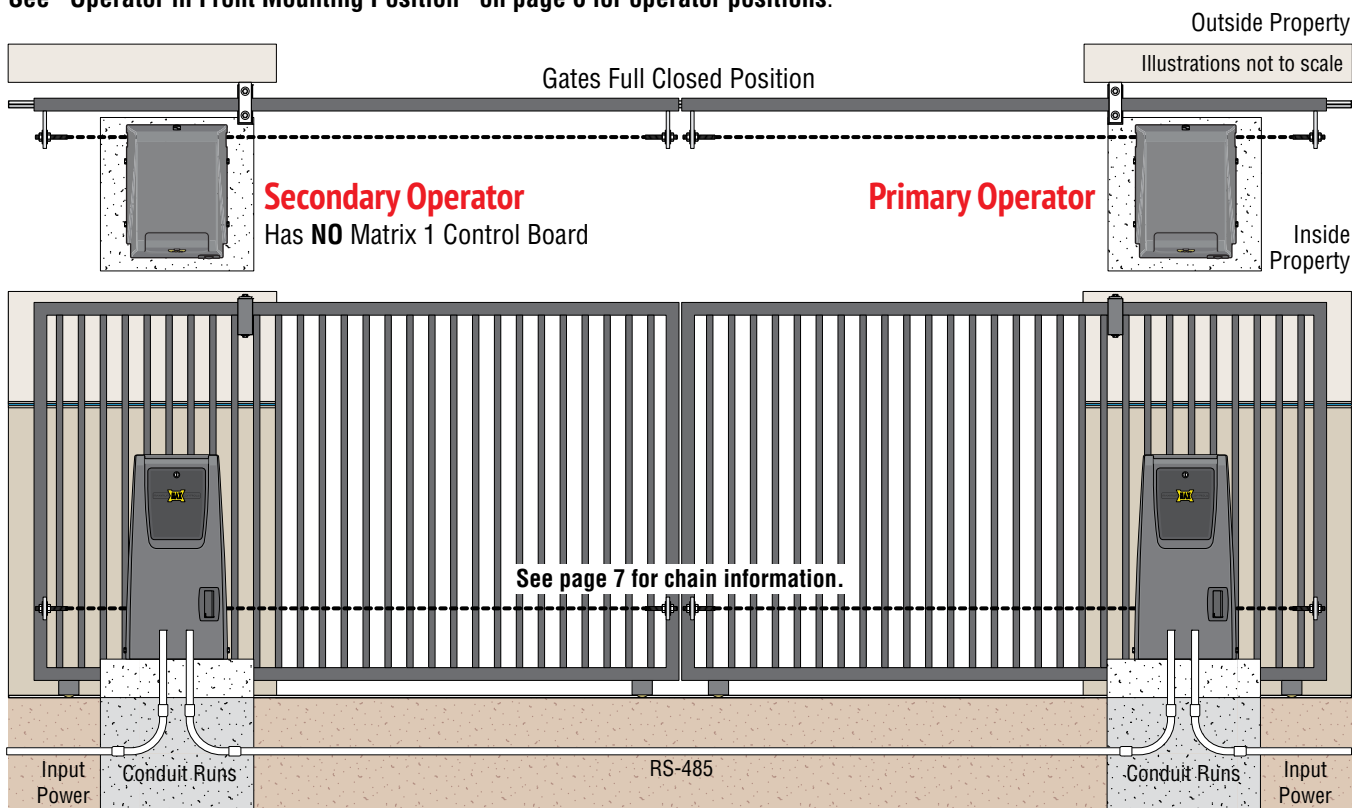 See "Operator in Front Mounting Position" on page 6 for operator positions.
Outside Property
Illustrations not to scale
Gates Full Closed Position
Secondary Operator
Has NO Matrix 1 Control Board
Primary Operator
Inside
Property
MAX
MAX
See page 7 for chain information.
Input
Power
Conduit Runs
RS-485
Conduit Runs
Input
Power